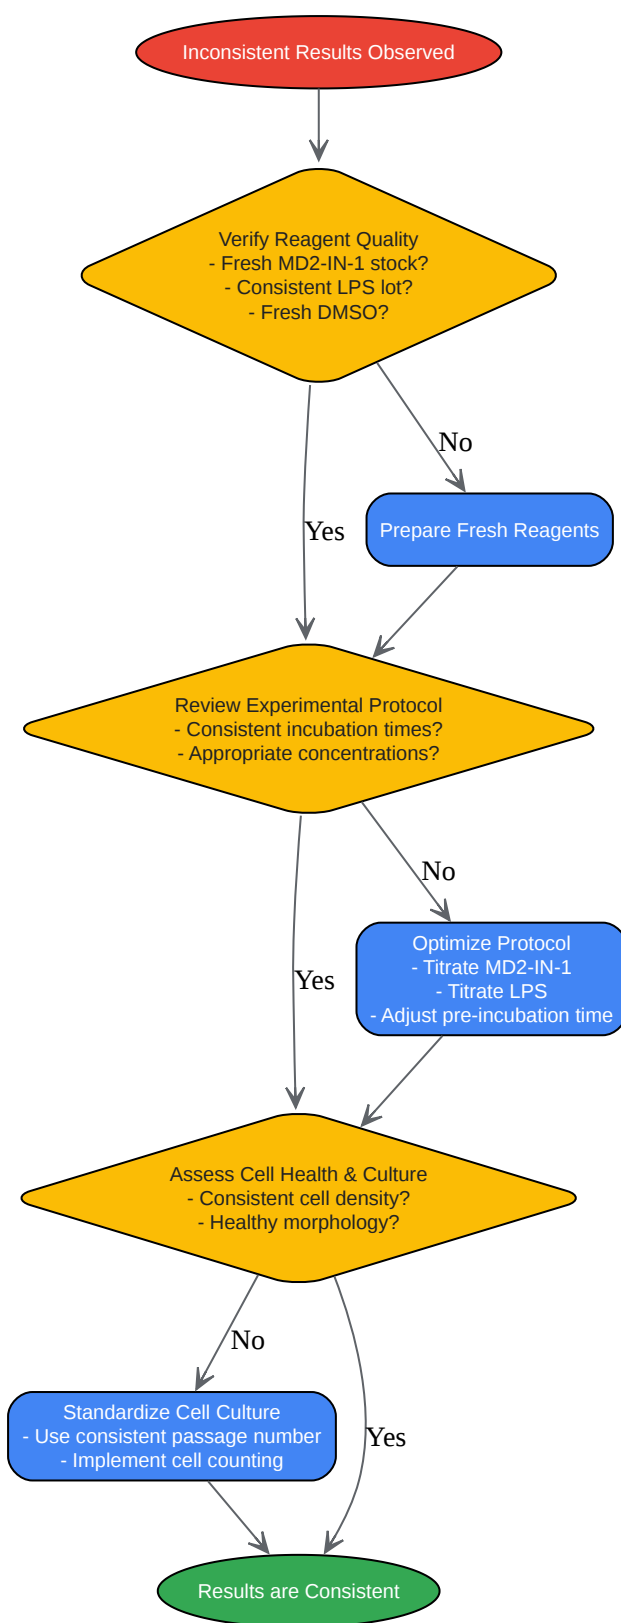 Inconsistent Results Observed
Verify Reagent Quality
- Fresh MD2-IN-1 stock?
- Consistent LPS lot?
- Fresh DMSO?
No
Yes
Prepare Fresh Reagents
Review Experimental Protocol
- Consistent incubation times?
- Appropriate concentrations?
No
Yes
Optimize Protocol
- Titrate MD2-IN-1
- Titrate LPS
- Adjust pre-incubation time
Assess Cell Health & Culture
- Consistent cell density?
- Healthy morphology?
No
Yes
Standardize Cell Culture
- Use consistent passage number
- Implement cell counting
Results are Consistent